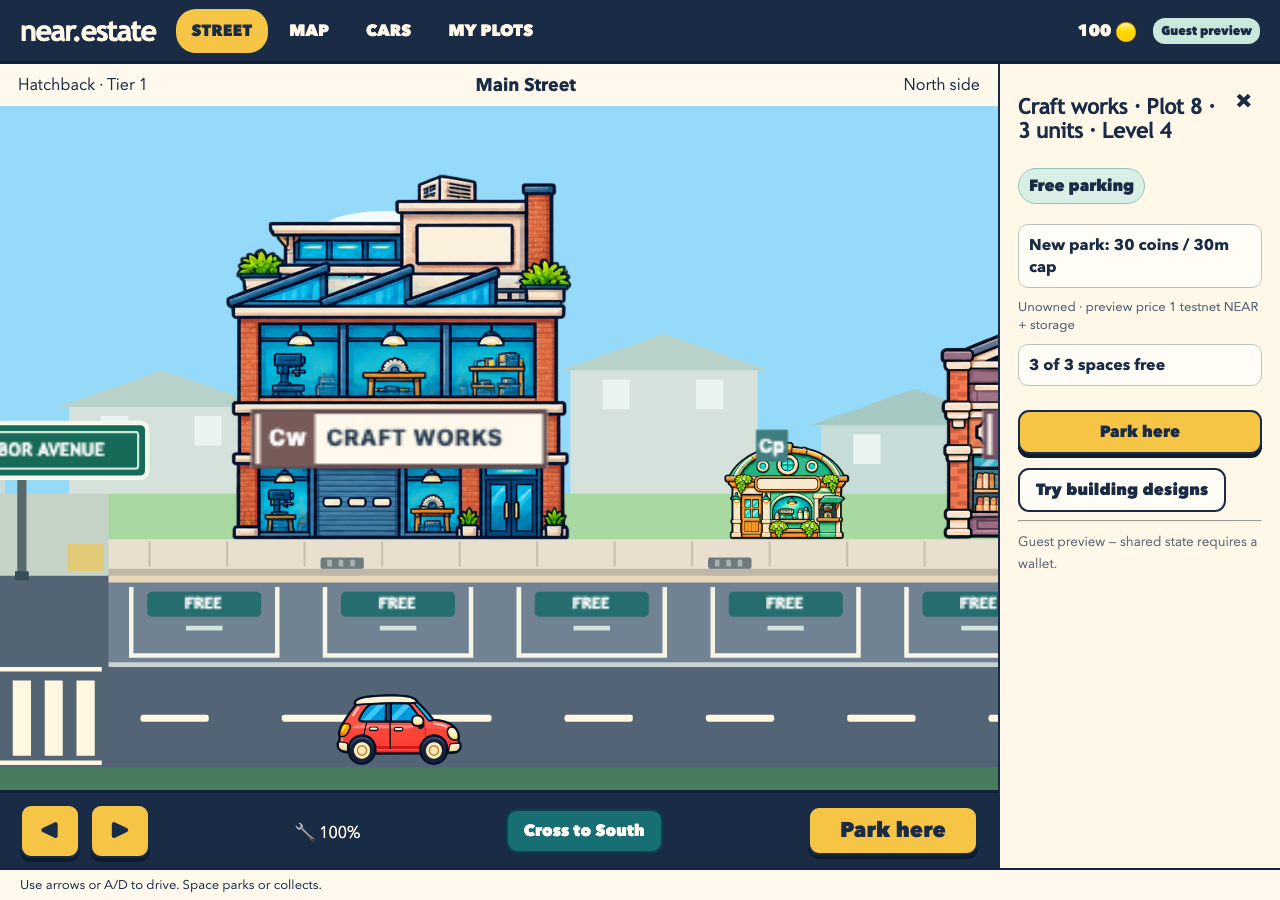 near.estate
STREET
MAP
CARS
MY PLOTS
100
Guest preview
Hatchback · Tier 1
Main Street
North side
BOR AVENUE
Cw
CRAFT WORKS
Cp
FREE
FREE
FREE
FREE
FREE
100%
Cross to South
Park here
Use arrows or A/D to drive. Space parks or collects.
Craft works · Plot 8 ·
3 units · Level 4
Free parking
New park: 30 coins / 30m
cap
Unowned · preview price 1 testnet NEAR
+ storage
3 of 3 spaces free
Park here
Try building designs
Guest preview – shared state requires a
wallet.